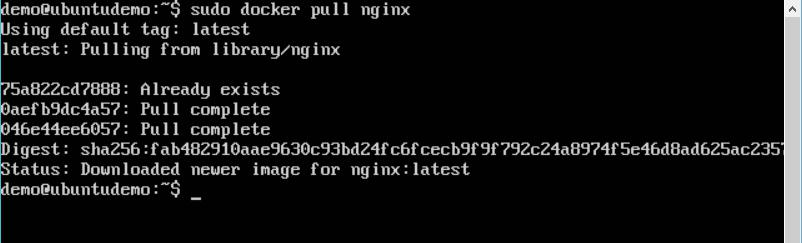 demo@ubuntudemo:~$ sudo docker pull nginx
Using default tag: latest
latest: Pulling from library/nginx
75a822cd7888: Already exists
0aefb9dc4a57: Pull complete
046e44ee6057: Pull complete
Digest: sha256:fab482910aae9630c93bd24fc6fcecb9f9f792c24a8974f5e46d8ad625ac2357
Status: Downloaded newer image for nginx:latest
demo@ubuntudemo:~$ _